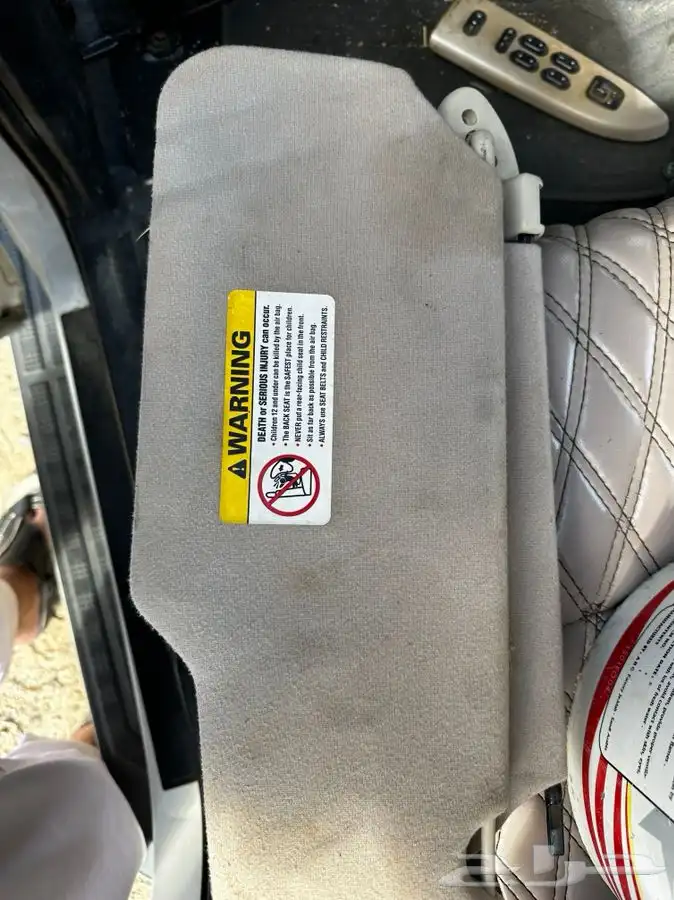 WARNING
DEATH or SERIOUS INJURY can occur.
• Children 12 and under can be killed by the air bag.
• The BACK SEAT is the SAFEST place for children.
• NEVER put a rear-facing child seat in the front.
• Sit as far back as possible from the air bag.
• ALWAYS use SEAT BELTS and CHILD RESTRAINTS.
حراج